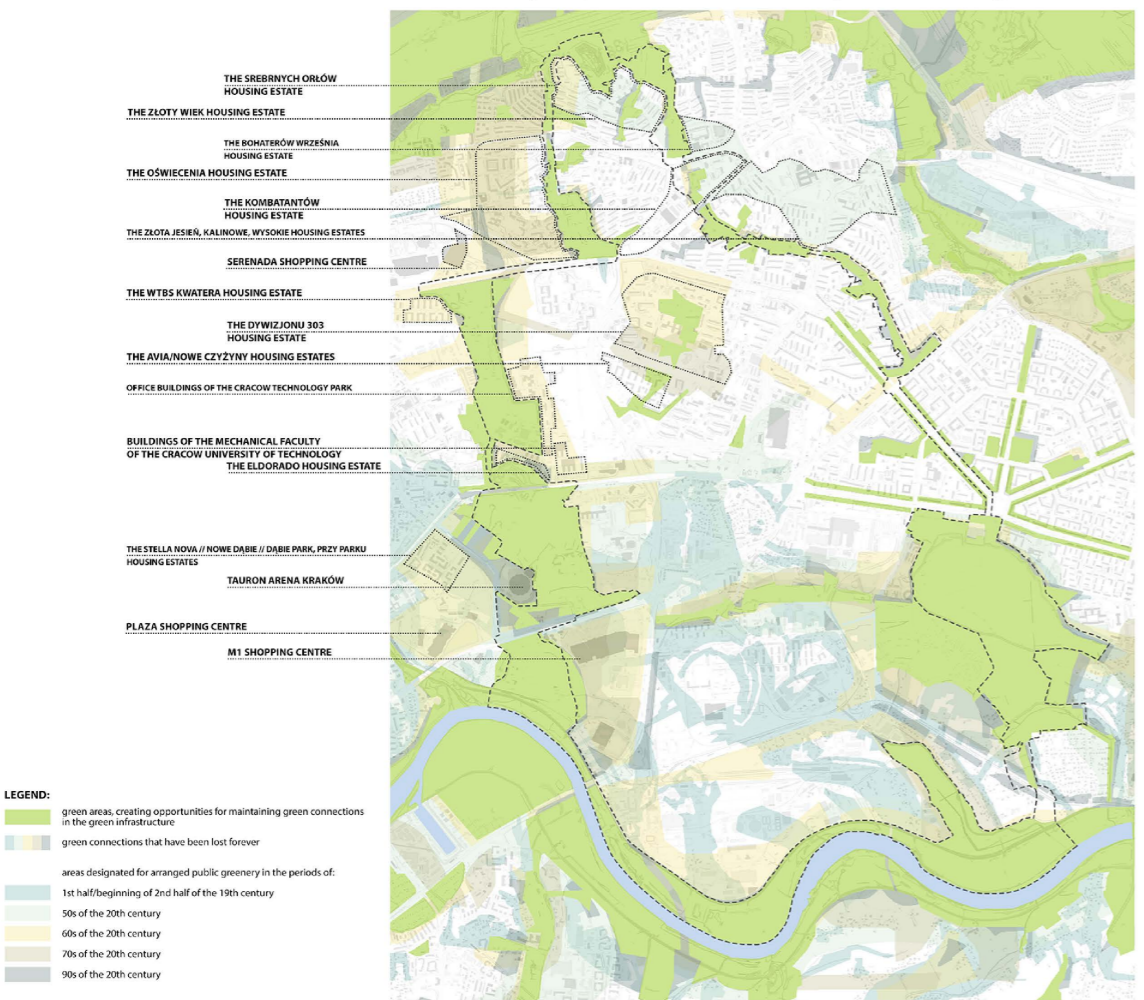 THE SREBRNYCH ORŁÓW
HOUSING ESTATE
THE ZŁOTY WIEK HOUSING ESTATE
THE BOHATERÓW WRZEŚNIA
HOUSING ESTATE
THE OŚWIECENIA HOUSING ESTATE
THE KOMBATANTÓW
HOUSING ESTATE
THE ZŁOTA JESIEŃ, KALINOWE, WYSOKIE HOUSING ESTATES
SERENADA SHOPPING CENTRE
THE WTBS KWATERA HOUSING ESTATE
THE DYWIZJONU 303
HOUSING ESTATE
THE AVIA/NOWE CZYŻYNY HOUSING ESTATES
OFFICE BUILDINGS OF THE CRACOW TECHNOLOGY PARK
BUILDINGS OF THE MECHANICAL FACULTY
OF THE CRACOW UNIVERSITY OF TECHNOLOGY
THE ELDORADO HOUSING ESTATE
THE STELLA NOVA // NOWE DĄBIE // DĄBIE PARK, PRZY PARKU
HOUSING ESTATES
TAURON ARENA KRAKÓW
PLAZA SHOPPING CENTRE
M1 SHOPPING CENTRE
LEGEND:
green areas, creating opportunities for maintaining green connections
in the green infrastructure
green connections that have been lost forever
areas designated for arranged public greenery in the periods of:
1st half/beginning of 2nd half of the 19th century
50s of the 20th century
60s of the 20th century
70s of the 20th century
90s of the 20th century